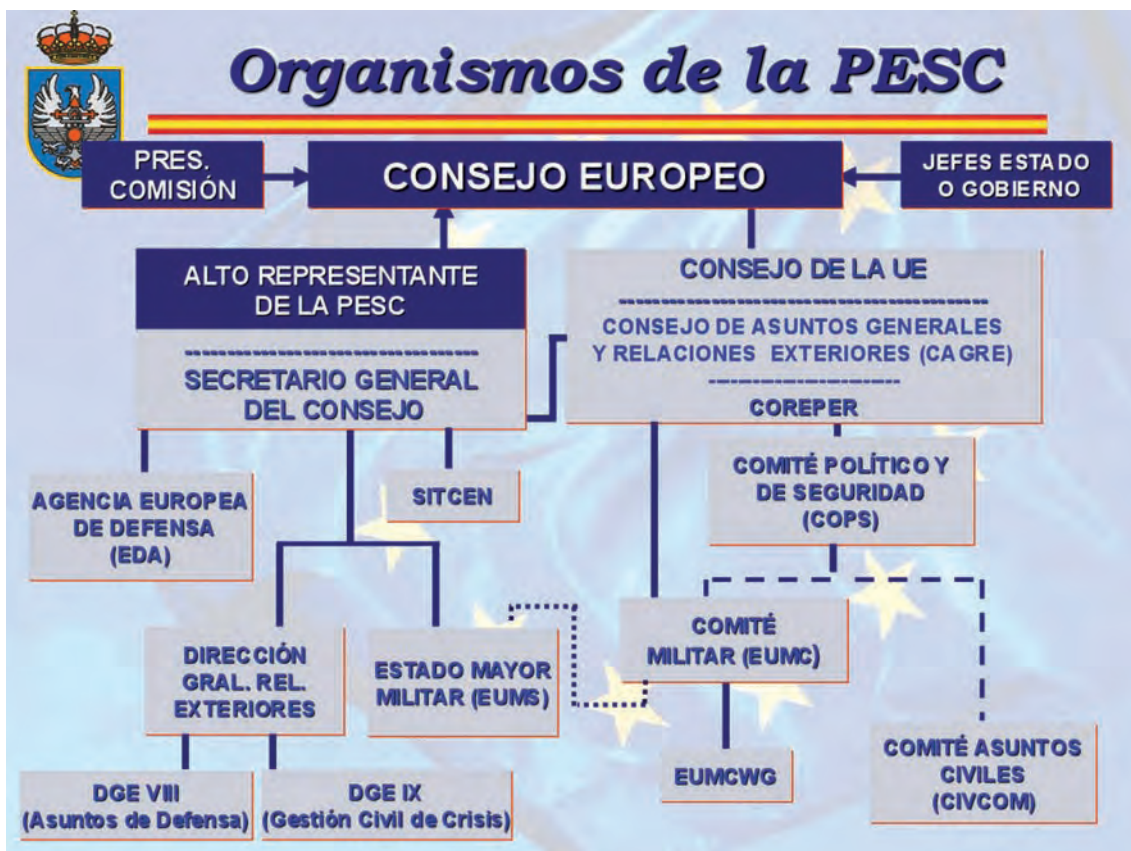 Organismos de la PESC
PRES.
COMISIÓN
CONSEJO EUROPEO
JEFES ESTADO
O GOBIERNO
ALTO REPRESENTANTE
DE LA PESC
--------------------------------
SECRETARIO GENERAL
DEL CONSEJO
CONSEJO DE LA UE
--------------------------------------------
CONSEJO DE ASUNTOS GENERALES
Y RELACIONES EXTERIORES (CAGRE)
--------------------------
COREPER
AGENCIA EUROPEA
DE DEFENSA
(EDA)
SITCEN
COMITÉ POLÍTICO Y
DE SEGURIDAD
(COPS)
DIRECCIÓN
GRAL. REL.
EXTERIORES
ESTADO MAYOR
MILITAR (EUMS)
COMITÉ
MILITAR (EUMC)
DGE VIII
(Asuntos de Defensa)
DGE IX
(Gestión Civil de Crisis)
EUMCWG
COMITÉ ASUNTOS
CIVILES
(CIVCOM)